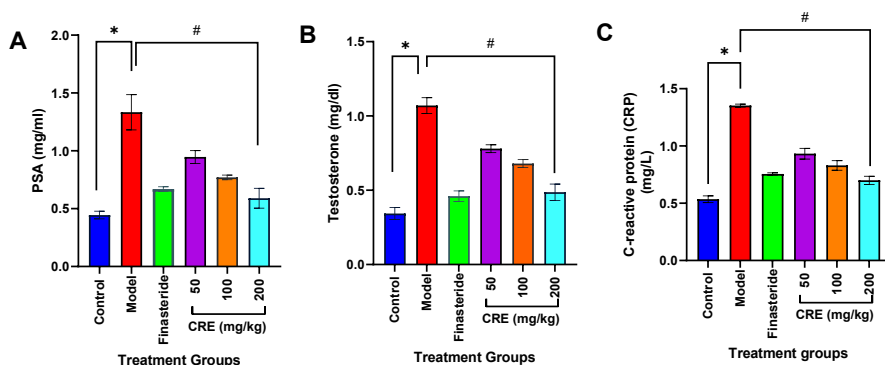 A
PSA (mg/ml)
2.0
1.5
1.0
0.5
0.0
*
#
Control
Model
Finasteride
50
100
200
CRE (mg/kg)
Treatment Groups
B
Testosterone (mg/dl)
1.5
1.0
0.5
0.0
*
#
Control
Model
Finasteride
50
100
200
CRE (mg/kg)
Treatment Groups
C
C-reactive protein (CRP)
(mg/L)
1.5
1.0
0.5
0.0
*
#
Control
Model
Finasteride
50
100
200
CRE (mg/kg)
Treatment groups